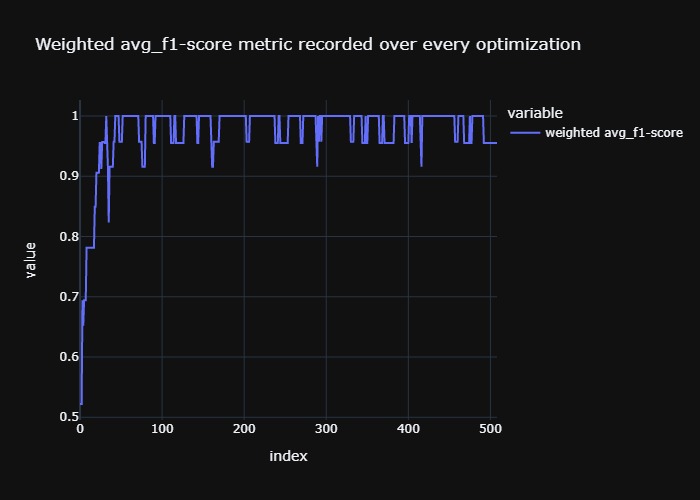 Weighted avg_f1-score metric recorded over every optimization
variable
weighted avg_f1-score
1
0.9
0.8
0.7
0.6
0.5
value
0 100 200 300 400 500
index